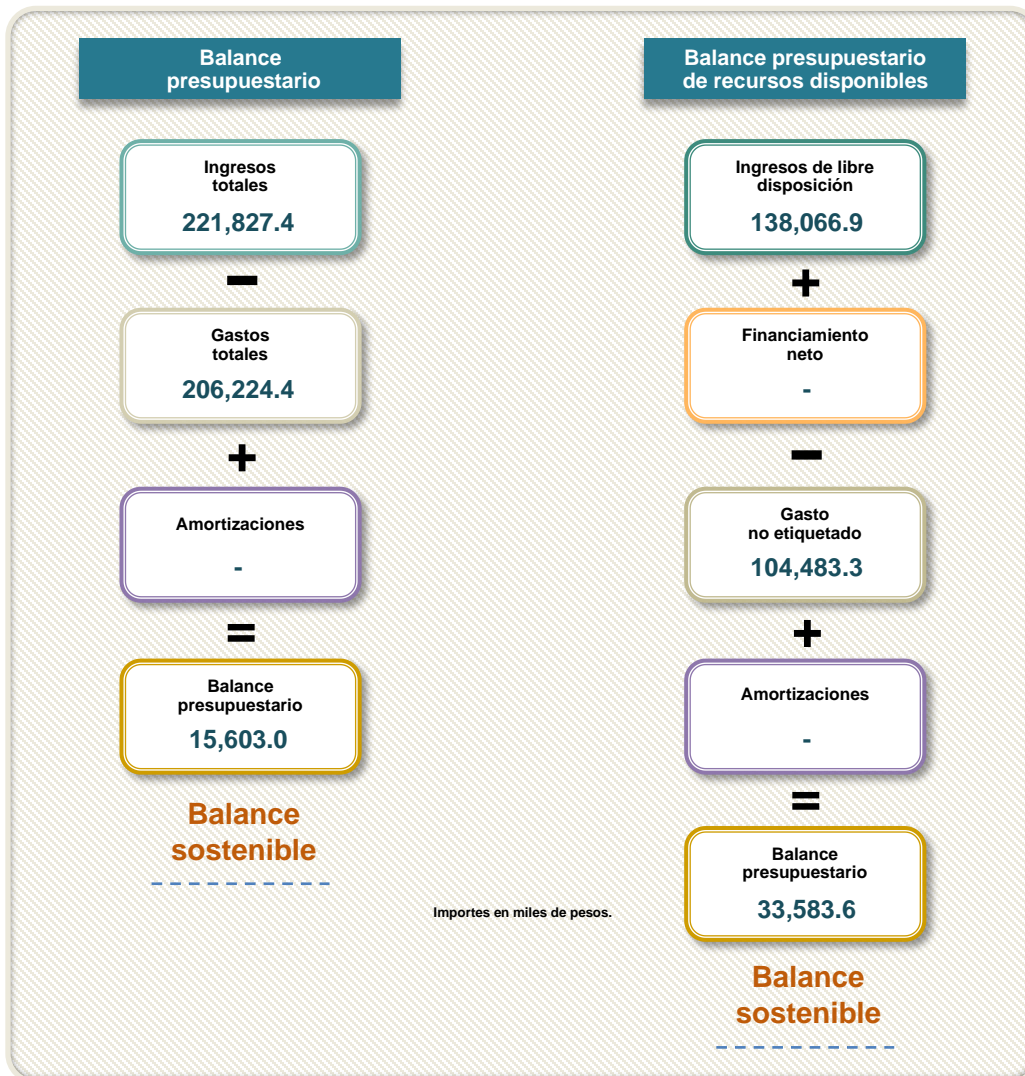 Balance
presupuestario
Ingresos
totales
221,827.4
–
Gastos
totales
206,224.4
+
Amortizaciones
-
=
Balance
presupuestario
15,603.0
Balance
sostenible
Balance presupuestario
de recursos disponibles
Ingresos de libre
disposición
138,066.9
+
Financiamiento
neto
-
–
Gasto
no etiquetado
104,483.3
+
Amortizaciones
-
=
Balance
presupuestario
33,583.6
Balance
sostenible
Importes en miles de pesos.